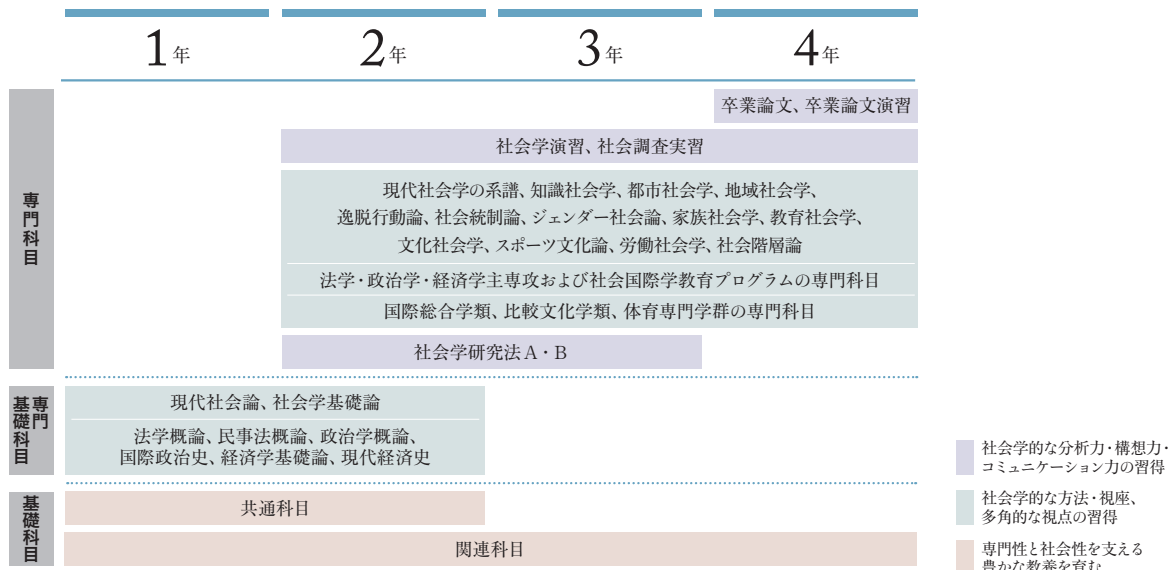 1年
2年
3年
4年
専門科目
卒業論文、卒業論文演習
社会学演習、社会調査実習
現代社会学の系譜、知識社会学、都市社会学、地域社会学、
逸脱行動論、社会統制論、ジェンダー社会論、家族社会学、教育社会学、
文化社会学、スポーツ文化論、労働社会学、社会階層論
法学・政治学・経済学主専攻および社会国際学教育プログラムの専門科目
国際総合学類、比較文化学類、体育専門学群の専門科目
社会学研究法A・B
専門
基礎科目
現代社会論、社会学基礎論
法学概論、民事法概論、政治学概論、
国際政治史、経済学基礎論、現代経済史
基礎科目
共通科目
関連科目
社会学的な分析力・構想力・
コミュニケーション力の習得
社会学的な方法・視座、
多角的な視点の習得
専門性と社会性を支える
豊かな教養を育む